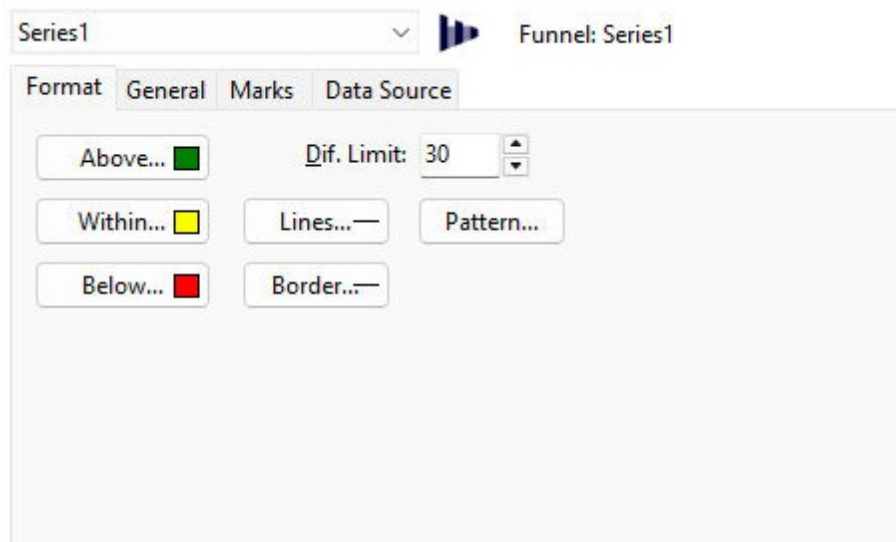 Series1 Funnel: Series1
Format General Marks Data Source
Above... Dif. Limit: 30
Within... Lines... Pattern...
Below... Border...